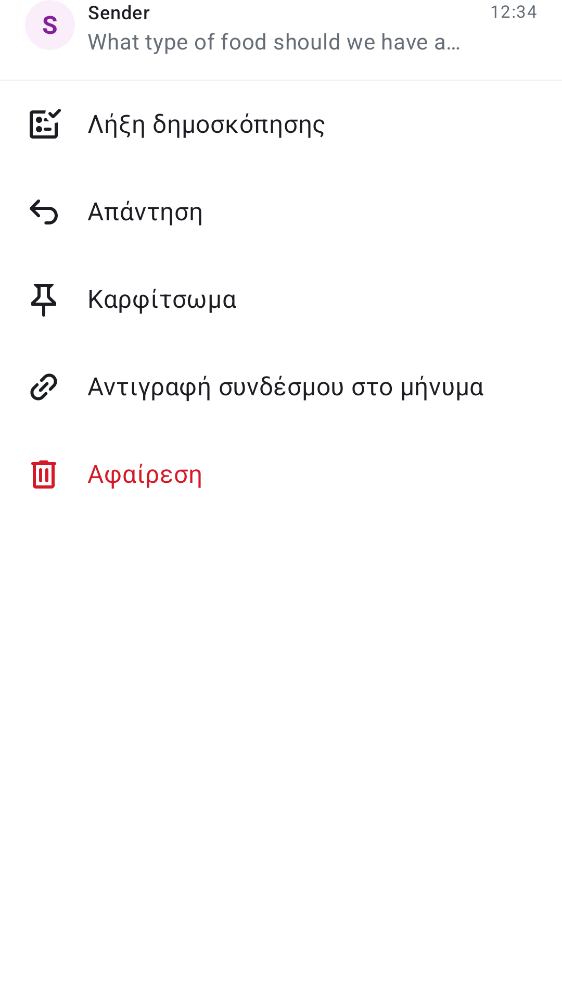 S
Sender
12:34
What type of food should we have a…
Λήξη δημοσκόπησης
Απάντηση
Καρφίτσωμα
Αντιγραφή συνδέσμου στο μήνυμα
Αφαίρεση